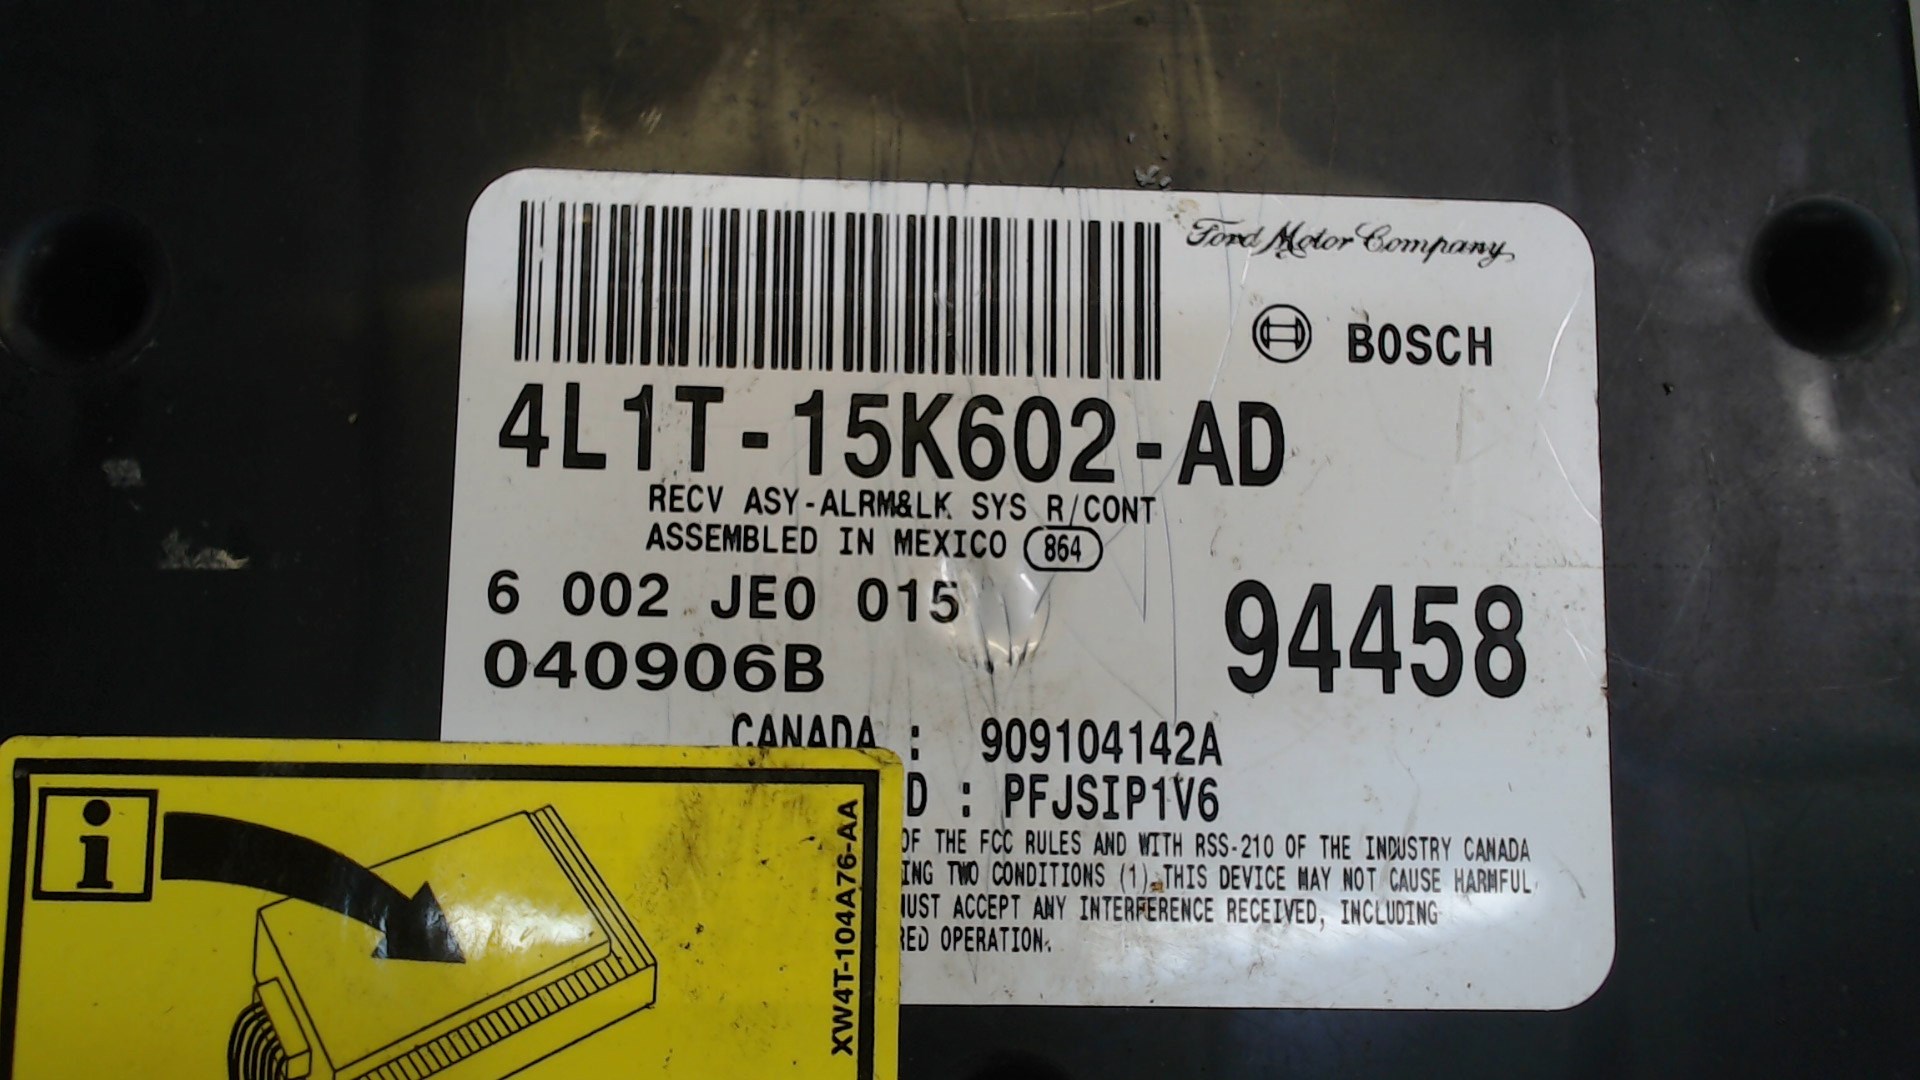 Ford Motor Company
BOSCH
4L1T-15K602-AD
RECV ASY-ALRM&LK SYS R/CONT
ASSEMBLED IN MEXICO 864
6 002 JE0 015
94458
040906B
CANADA : 909104142A
D : PFJSIP1V6
OF THE FCC RULES AND WITH RSS-210 OF THE INDUSTRY CANADA
ING TWO CONDITIONS (1) THIS DEVICE MAY NOT CAUSE HARMFUL
UST ACCEPT ANY INTERFERENCE RECEIVED, INCLUDING
RED OPERATION.
i
XW4T-104A76-AA